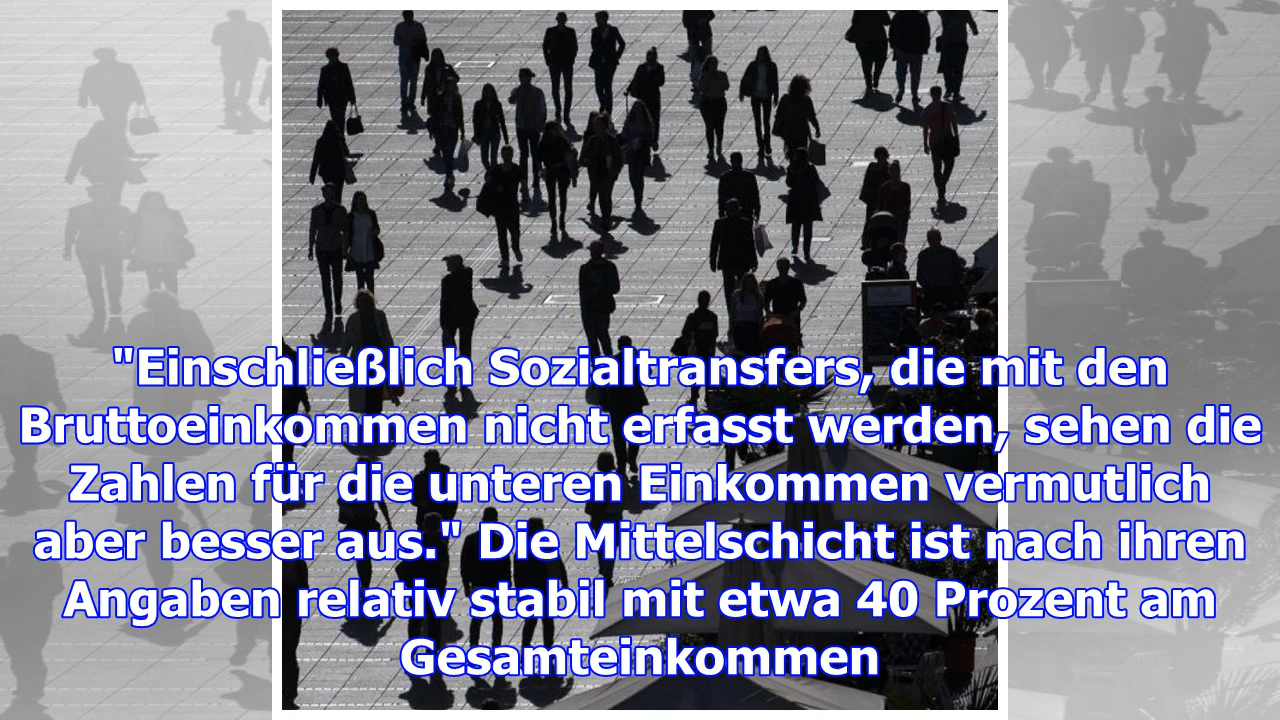 "Einschließlich Sozialtransfers, die mit den
Bruttoeinkommen nicht erfasst werden, sehen die
Zahlen für die unteren Einkommen vermutlich
aber besser aus." Die Mittelschicht ist nach ihren
Angaben relativ stabil mit etwa 40 Prozent am
Gesamteinkommen